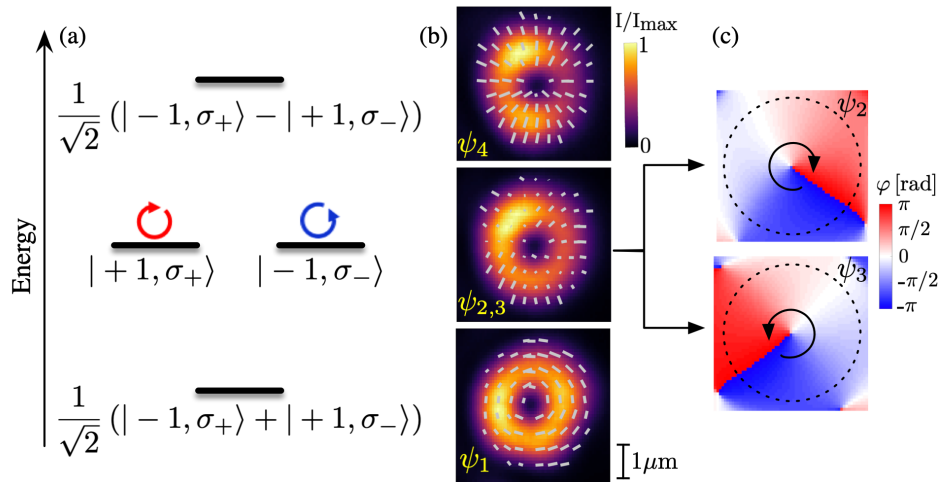 (a)
Energy
1/√2 (|−1, σ₊⟩ − |+1, σ₋⟩)
|+1, σ₊⟩
|−1, σ₋⟩
1/√2 (|−1, σ₊⟩ + |+1, σ₋⟩)
(b)
ψ₄
I/Imax
1
0
ψ₂,₃
ψ₁
1μm
(c)
ψ₂
ψ₃
φ [rad]
π
π/2
0
-π/2
-π